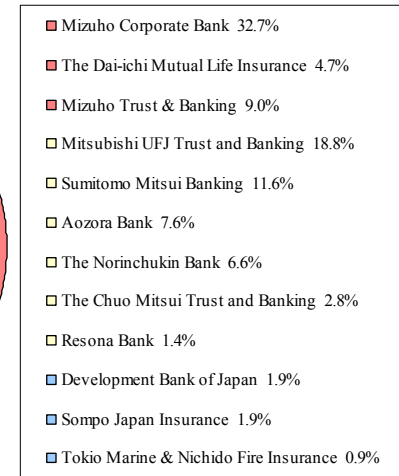 Mizuho Corporate Bank 32.7%
The Dai-ichi Mutual Life Insurance 4.7%
Mizuho Trust & Banking 9.0%
Mitsubishi UFJ Trust and Banking 18.8%
Sumitomo Mitsui Banking 11.6%
Aozora Bank 7.6%
The Norinchukin Bank 6.6%
The Chuo Mitsui Trust and Banking 2.8%
Resona Bank 1.4%
Development Bank of Japan 1.9%
Sompo Japan Insurance 1.9%
Tokio Marine & Nichido Fire Insurance 0.9%